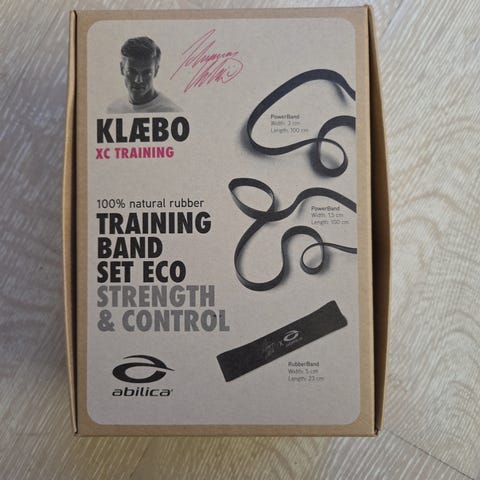 KLÆBO
XC TRAINING
PowerBand
Width: 2 cm
Length: 100 cm
100% natural rubber
TRAINING
BAND
SET ECO
STRENGTH
& CONTROL
PowerBand
Width: 1,5 cm
Length: 100 cm
abilica
RubberBand
Width: 5 cm
Length: 23 cm